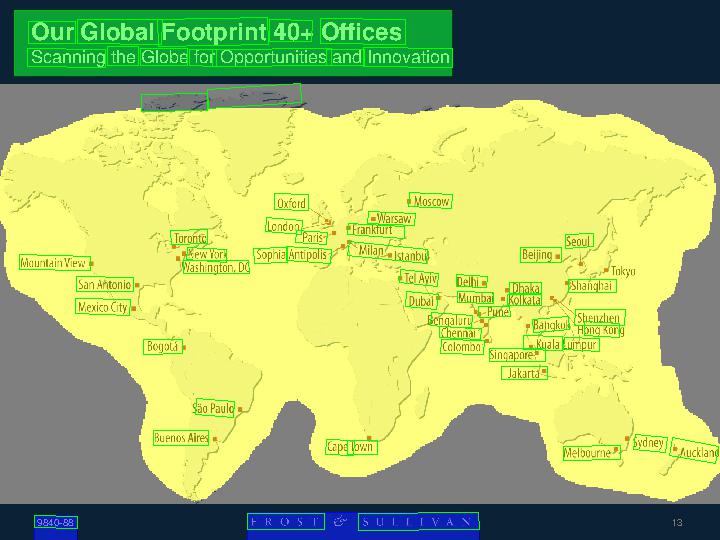 Our Global Footprint 40+ Offices
Scanning the Globe for Opportunities and Innovation
Oxford
Moscow
London
Warsaw
Paris
Frankfurt
Toronto
New York
Washington, DC
Sophia Antipolis
Milan
Istanbul
Mountain View
San Antonio
Mexico City
Bogotá
São Paulo
Buenos Aires
Cape Town
Tel Aviv
Dubai
Delhi
Mumbai
Dhaka
Kolkata
Pune
Bengaluru
Chennai
Colombo
Beijing
Seoul
Tokyo
Shanghai
Shenzhen
Hong Kong
Bangkok
Kuala Lumpur
Singapore
Jakarta
Melbourne
Sydney
Auckland
9840-88
FROST & SULLIVAN
13